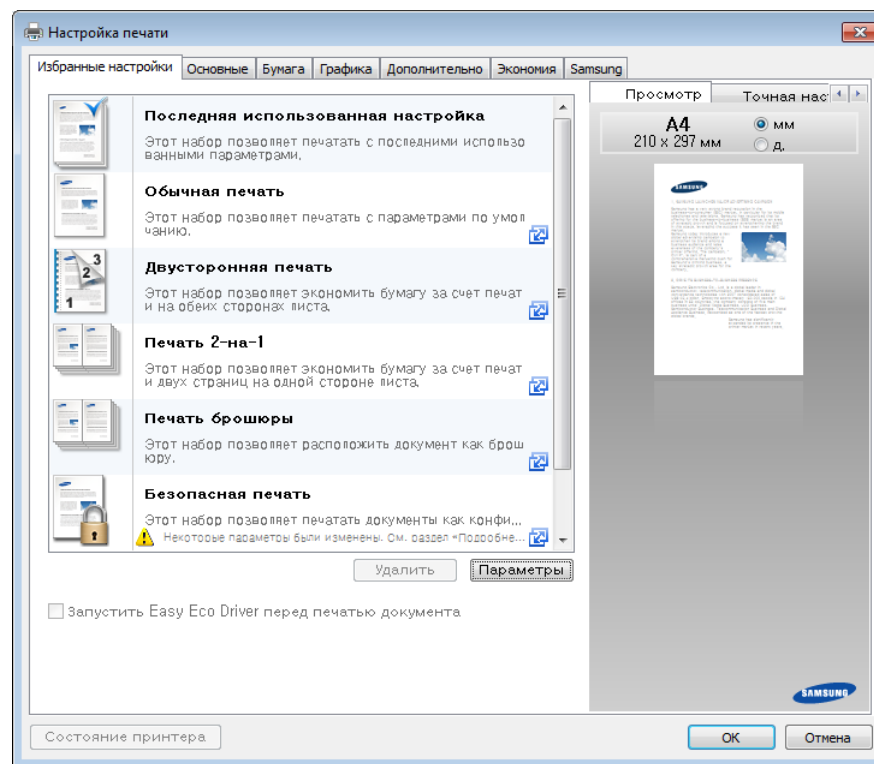 Настройка печати
Избранные настройки
Основные
Бумага
Графика
Дополнительно
Экономия
Samsung
Последняя использованная настройка
Этот набор позволяет печатать с последними использо
ванными параметрами.
Обычная печать
Этот набор позволяет печатать с параметрами по умол
чанию.
Двусторонняя печать
Этот набор позволяет экономить бумагу за счет печат
и на обеих сторонах листа.
Печать 2-на-1
Этот набор позволяет экономить бумагу за счет печат
и двух страниц на одной стороне листа.
Печать брошюры
Этот набор позволяет расположить документ как брош
юру.
Безопасная печать
Этот набор позволяет печатать документы как конфи...
Некоторые параметры были изменены. См. раздел «Подробне...
Удалить
Параметры
Запустить Easy Eco Driver перед печатью документа
Просмотр
Точная нас
A4
210 x 297 мм
мм
д.
SAMSUNG
SAMSUNG
Состояние принтера
OK
Отмена